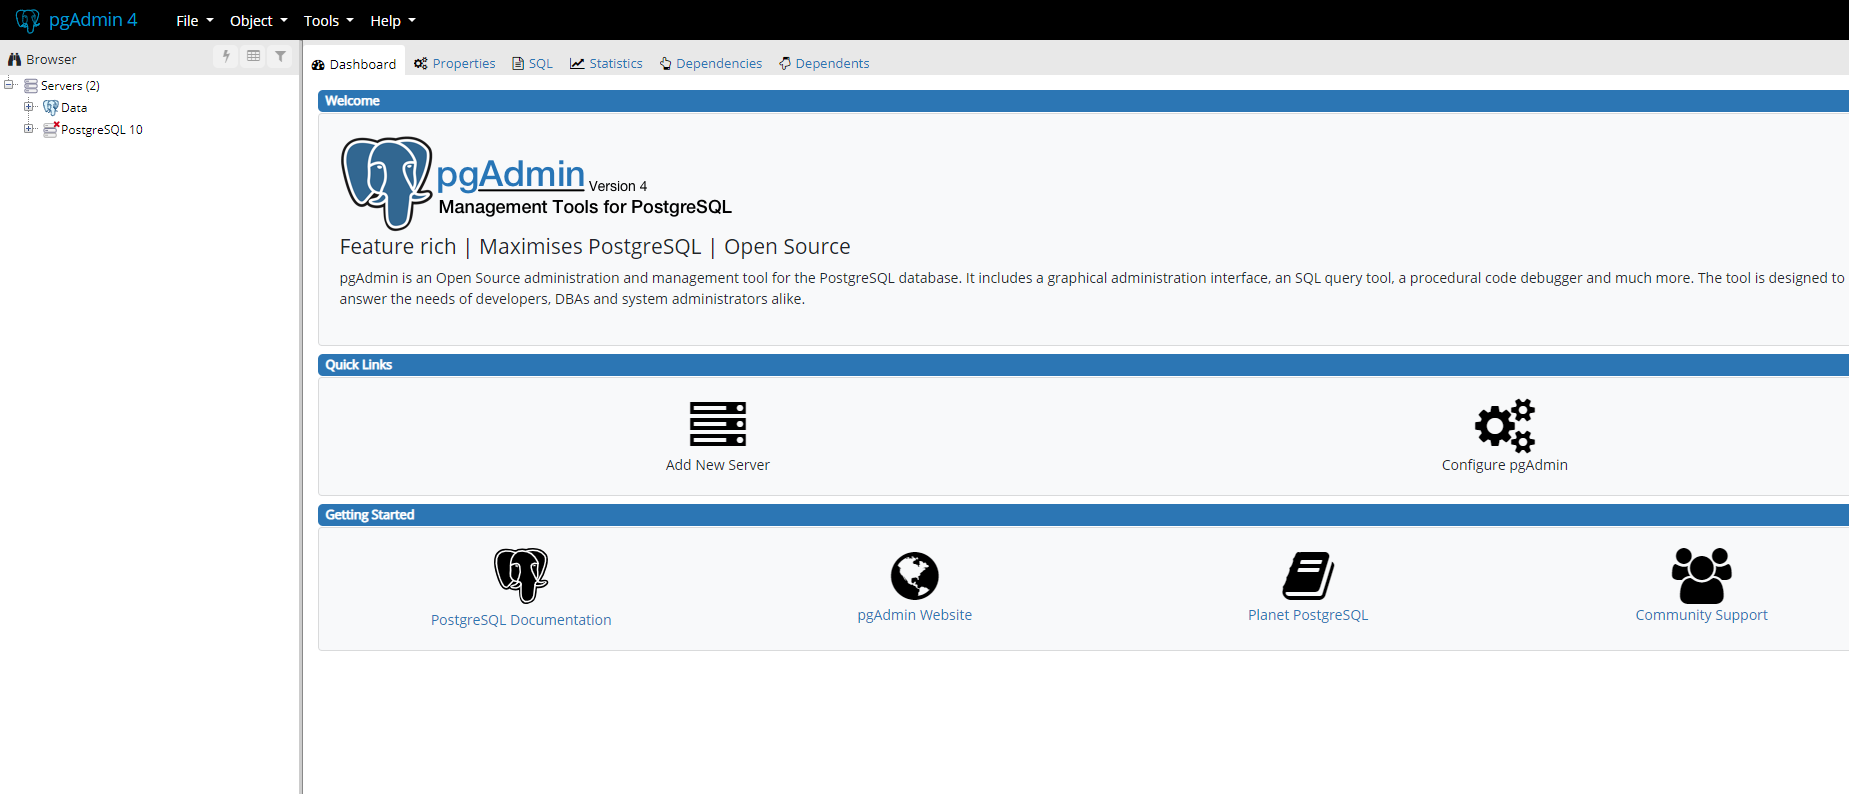 pgAdmin 4 File Object Tools Help
Browser
Servers (2)
Data
PostgreSQL 10
Dashboard Properties SQL Statistics Dependencies Dependents
Welcome
pgAdmin Version 4
Management Tools for PostgreSQL
Feature rich | Maximises PostgreSQL | Open Source
pgAdmin is an Open Source administration and management tool for the PostgreSQL database. It includes a graphical administration interface, an SQL query tool, a procedural code debugger and much more. The tool is designed to
answer the needs of developers, DBAs and system administrators alike.
Quick Links
Add New Server Configure pgAdmin
Getting Started
PostgreSQL Documentation pgAdmin Website Planet PostgreSQL Community Support